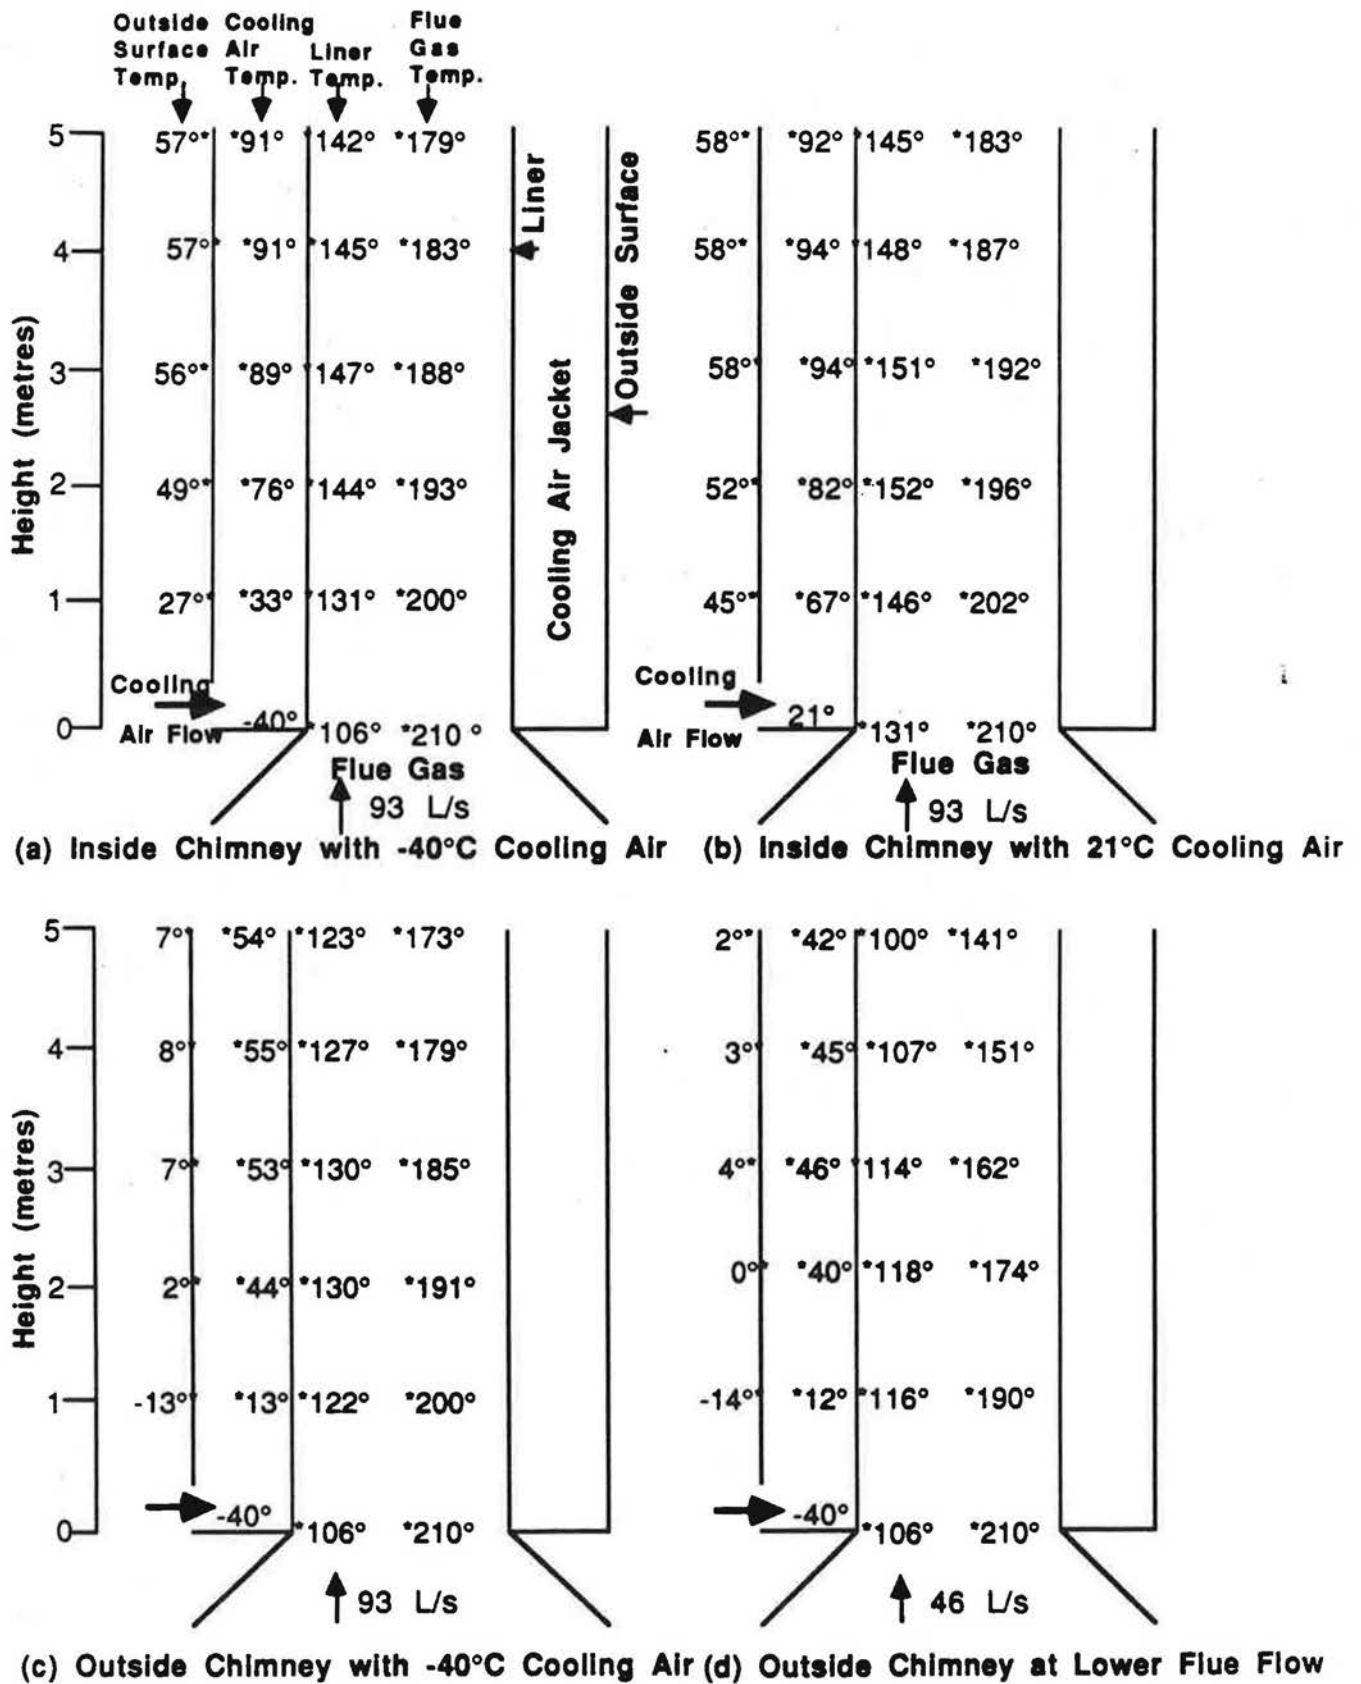 Outside Cooling Flue
Surface Air Liner Gas
Temp. Temp. Temp. Temp.
5 57°* *91° *142° *179° 58°* *92° *145° *183°
4 57°* *91° *145° *183° 58°* *94° *148° *187°
3 56°* *89° *147° *188° 58°* *94° *151° *192°
2 49°* *76° *144° *193° 52°* *82° *152° *196°
1 27°* *33° *131° *200° 45°* *67° *146° *202°
0 -40° *106° *210° 21° *131° *210°
Height (metres)
Liner
Outside Surface
Cooling Air Jacket
Cooling
Air Flow
Cooling
Air Flow
Flue Gas
93 L/s
Flue Gas
93 L/s
(a) Inside Chimney with -40°C Cooling Air (b) Inside Chimney with 21°C Cooling Air
5 7°* *54° *123° *173° 2°* *42° *100° *141°
4 8°* *55° *127° *179° 3°* *45° *107° *151°
3 7°* *53° *130° *185° 4°* *46° *114° *162°
2 2°* *44° *130° *191° 0°* *40° *118° *174°
1 -13°* *13° *122° *200° -14°* *12° *116° *190°
0 -40° *106° *210° -40° *106° *210°
Height (metres)
93 L/s 46 L/s
(c) Outside Chimney with -40°C Cooling Air (d) Outside Chimney at Lower Flue Flow